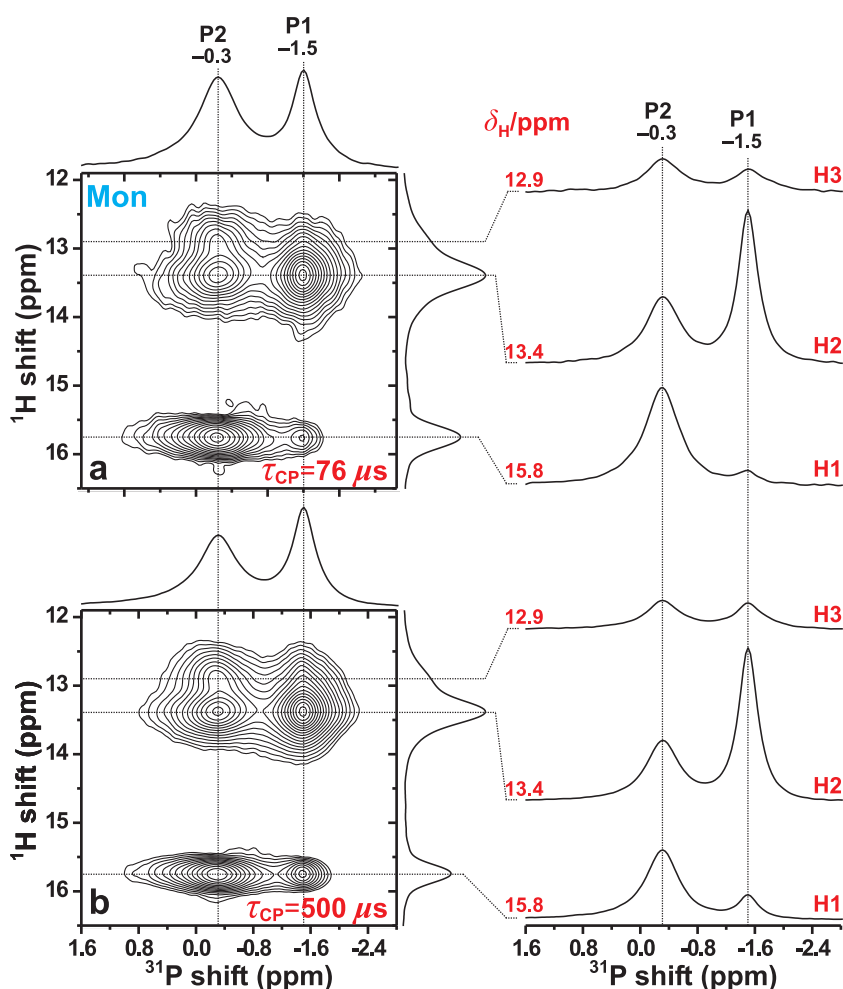 P2
–0.3
P1
–1.5
Mon
a
τCP=76 μs
12
13
14
15
16
¹H shift (ppm)
b
τCP=500 μs
12
13
14
15
16
¹H shift (ppm)
1.6 0.8 0.0 -0.8 -1.6 -2.4
³¹P shift (ppm)
δH/ppm
P2
–0.3
P1
–1.5
12.9 H3
13.4 H2
15.8 H1
12.9 H3
13.4 H2
15.8 H1
1.6 0.8 0.0 -0.8 -1.6 -2.4
³¹P shift (ppm)